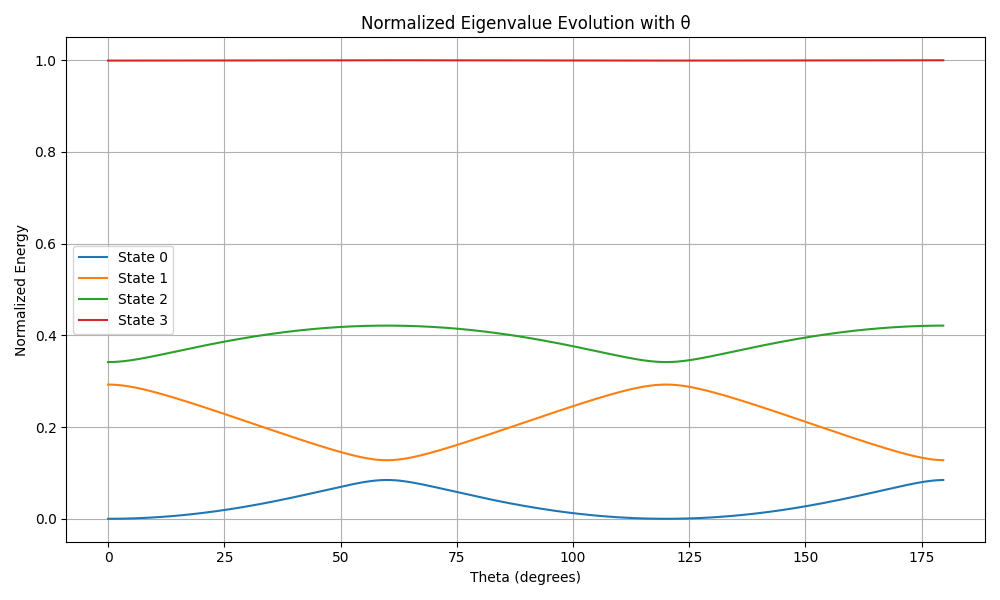 Normalized Eigenvalue Evolution with θ
1.0
0.8
0.6
0.4
0.2
0.0
Normalized Energy
State 0
State 1
State 2
State 3
0 25 50 75 100 125 150 175
Theta (degrees)